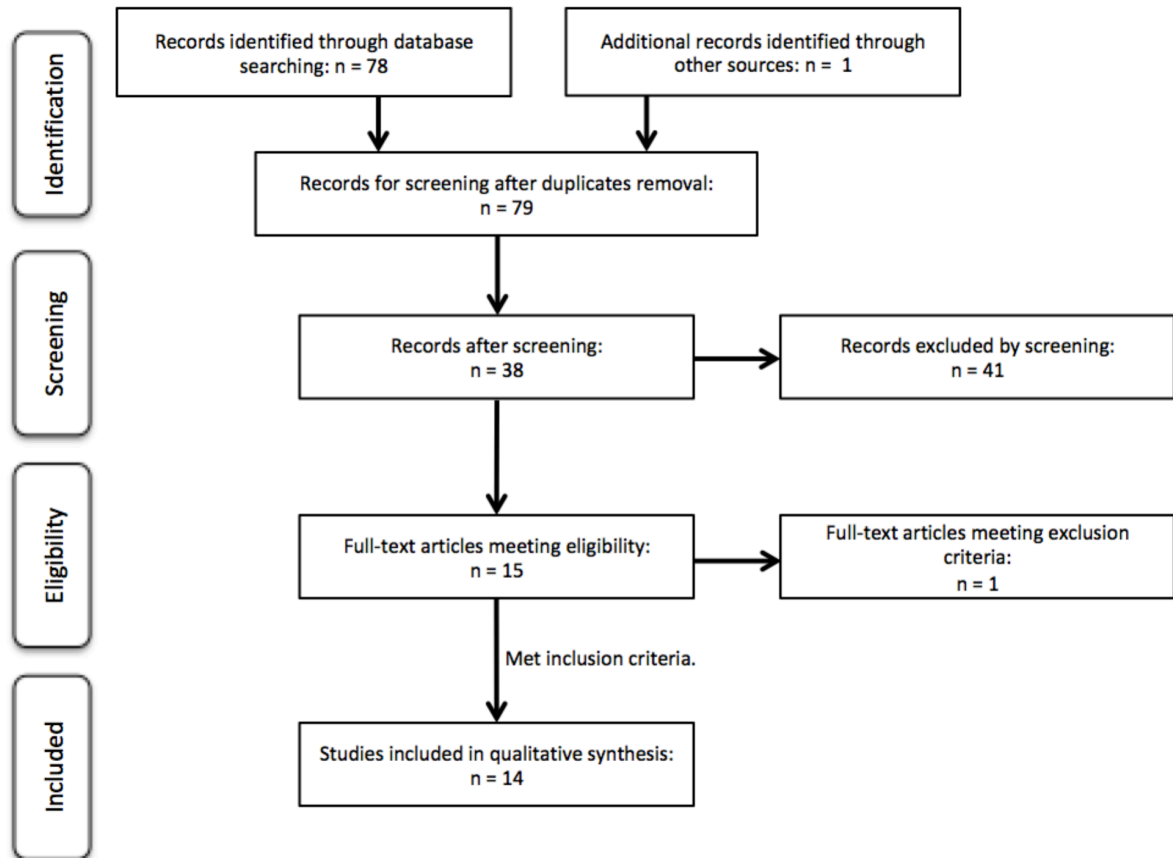 Identification
Records identified through database
searching: n = 78
Additional records identified through
other sources: n = 1
Records for screening after duplicates removal:
n = 79
Screening
Records after screening:
n = 38
Records excluded by screening:
n = 41
Eligibility
Full-text articles meeting eligibility:
n = 15
Full-text articles meeting exclusion
criteria:
n = 1
Met inclusion criteria.
Included
Studies included in qualitative synthesis:
n = 14